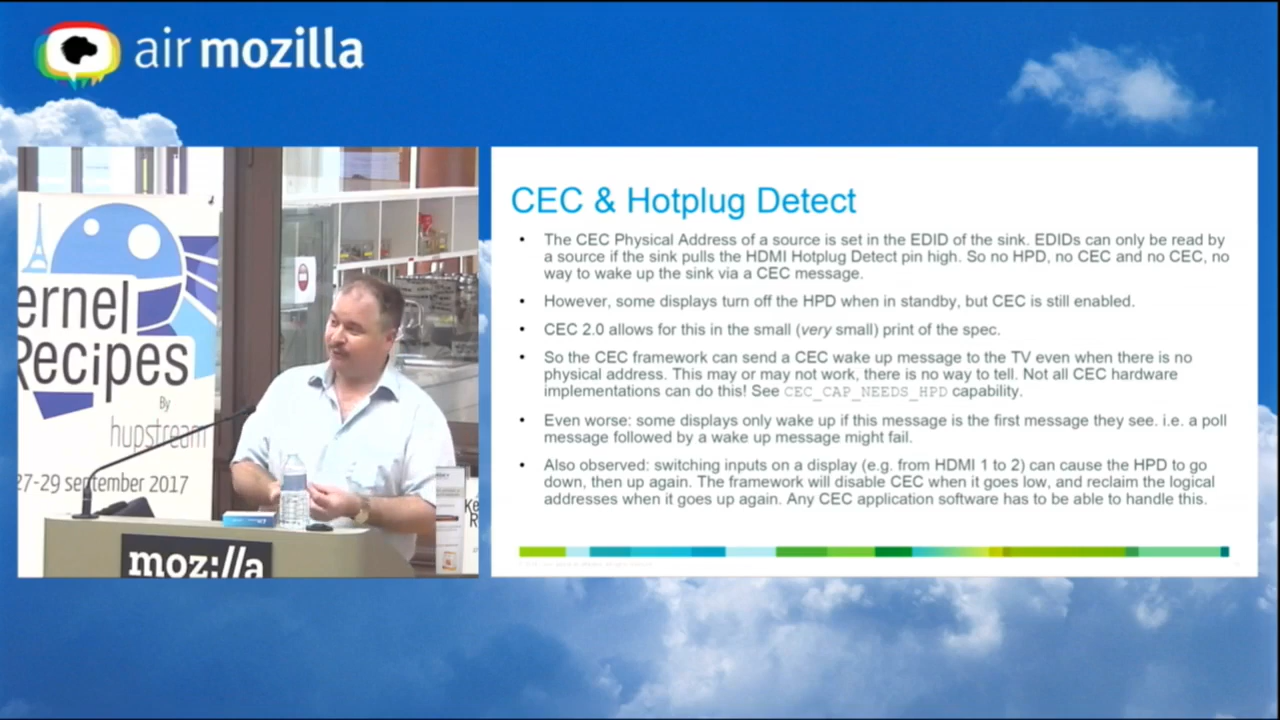 air mozilla
ernel
Recipes
By
hupstream
27-29 september 2017
moz://a
Ke
R
CEC & Hotplug Detect
• The CEC Physical Address of a source is set in the EDID of the sink. EDIDs can only be read by
a source if the sink pulls the HDMI Hotplug Detect pin high. So no HPD, no CEC and no CEC, no
way to wake up the sink via a CEC message.
• However, some displays turn off the HPD when in standby, but CEC is still enabled.
• CEC 2.0 allows for this in the small (very small) print of the spec.
• So the CEC framework can send a CEC wake up message to the TV even when there is no
physical address. This may or may not work, there is no way to tell. Not all CEC hardware
implementations can do this! See CEC_CAP_NEEDS_HPD capability.
• Even worse: some displays only wake up if this message is the first message they see. i.e. a poll
message followed by a wake up message might fail.
• Also observed: switching inputs on a display (e.g. from HDMI 1 to 2) can cause the HPD to go
down, then up again. The framework will disable CEC when it goes low, and reclaim the logical
addresses when it goes up again. Any CEC application software has to be able to handle this.